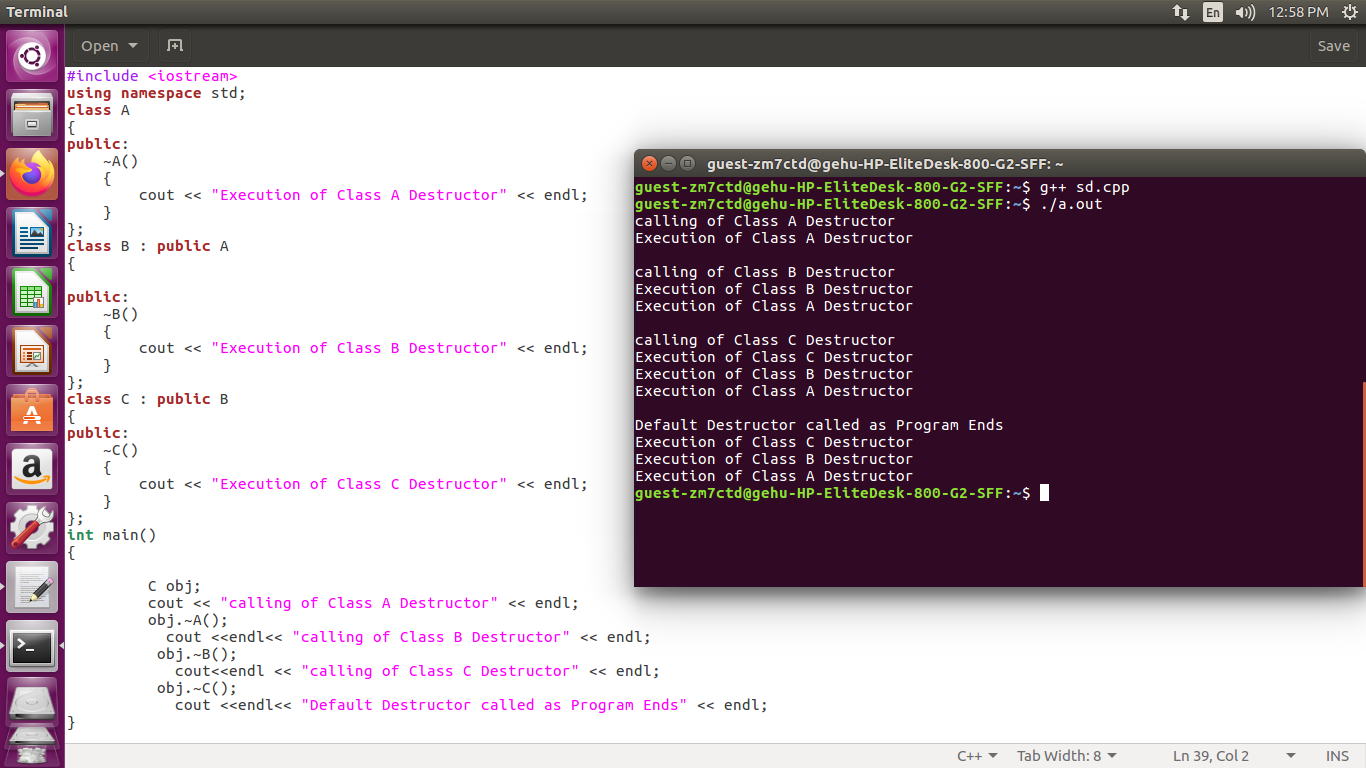 Terminal
En
12:58 PM
Open
Save
#include <iostream>
using namespace std;
class A
{
public:
~A()
{
cout << "Execution of Class A Destructor" << endl;
}
};
class B : public A
{
public:
~B()
{
cout << "Execution of Class B Destructor" << endl;
}
};
class C : public B
{
public:
~C()
{
cout << "Execution of Class C Destructor" << endl;
}
};
int main()
{
C obj;
cout << "calling of Class A Destructor" << endl;
obj.~A();
cout <<endl<< "calling of Class B Destructor" << endl;
obj.~B();
cout<<endl << "calling of Class C Destructor" << endl;
obj.~C();
cout <<endl<< "Default Destructor called as Program Ends" << endl;
}
guest-zm7ctd@gehu-HP-EliteDesk-800-G2-SFF: ~
guest-zm7ctd@gehu-HP-EliteDesk-800-G2-SFF:~$ g++ sd.cpp
guest-zm7ctd@gehu-HP-EliteDesk-800-G2-SFF:~$ ./a.out
calling of Class A Destructor
Execution of Class A Destructor
calling of Class B Destructor
Execution of Class B Destructor
Execution of Class A Destructor
calling of Class C Destructor
Execution of Class C Destructor
Execution of Class B Destructor
Execution of Class A Destructor
Default Destructor called as Program Ends
Execution of Class C Destructor
Execution of Class B Destructor
Execution of Class A Destructor
guest-zm7ctd@gehu-HP-EliteDesk-800-G2-SFF:~$
C++
Tab Width: 8
Ln 39, Col 2
INS